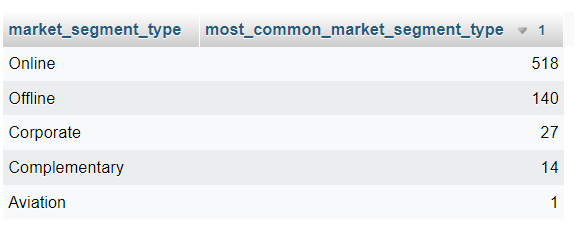 market_segment_type most_common_market_segment_type 1
Online 518
Offline 140
Corporate 27
Complementary 14
Aviation 1